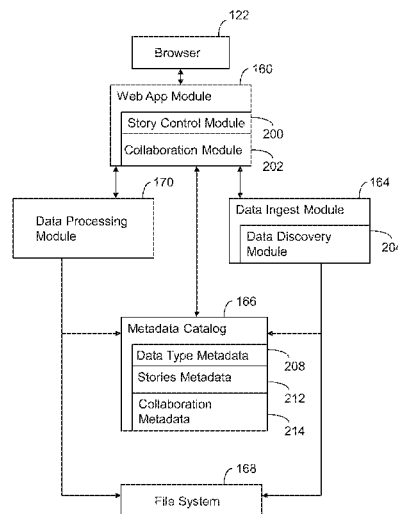 122
Browser
160
Web App Module
Story Control Module
200
Collaboration Module
202
170
164
Data Processing
Module
Data Ingest Module
Data Discovery
Module
204
166
Metadata Catalog
Data Type Metadata
208
Stories Metadata
212
Collaboration
Metadata
214
168
File System